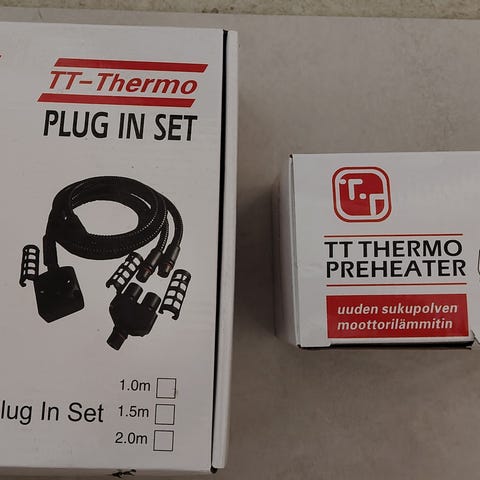 TT-Thermo
PLUG IN SET
1.0m
lug In Set 1.5m
2.0m
T.T
TT THERMO
PREHEATER
uuden sukupolven
moottorilämmitin